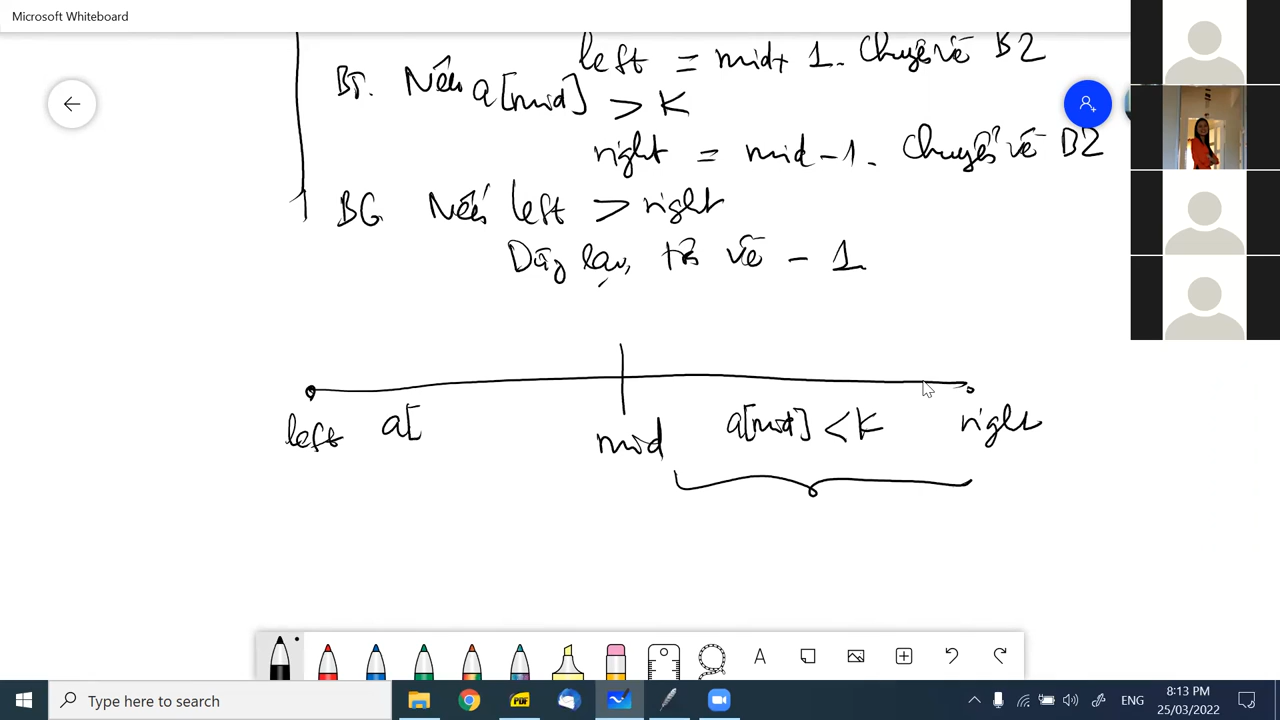 Microsoft Whiteboard
left = mid+ 1. Chuyển về B2
B5. Nếu a[mid] > K
right = mid - 1. Chuyển về B2
B6 Nếu left > right
Dừng lại, trả về - 1
left a[ mid a[mid] < K right
Type here to search
PDF
ENG
8:13 PM
25/03/2022